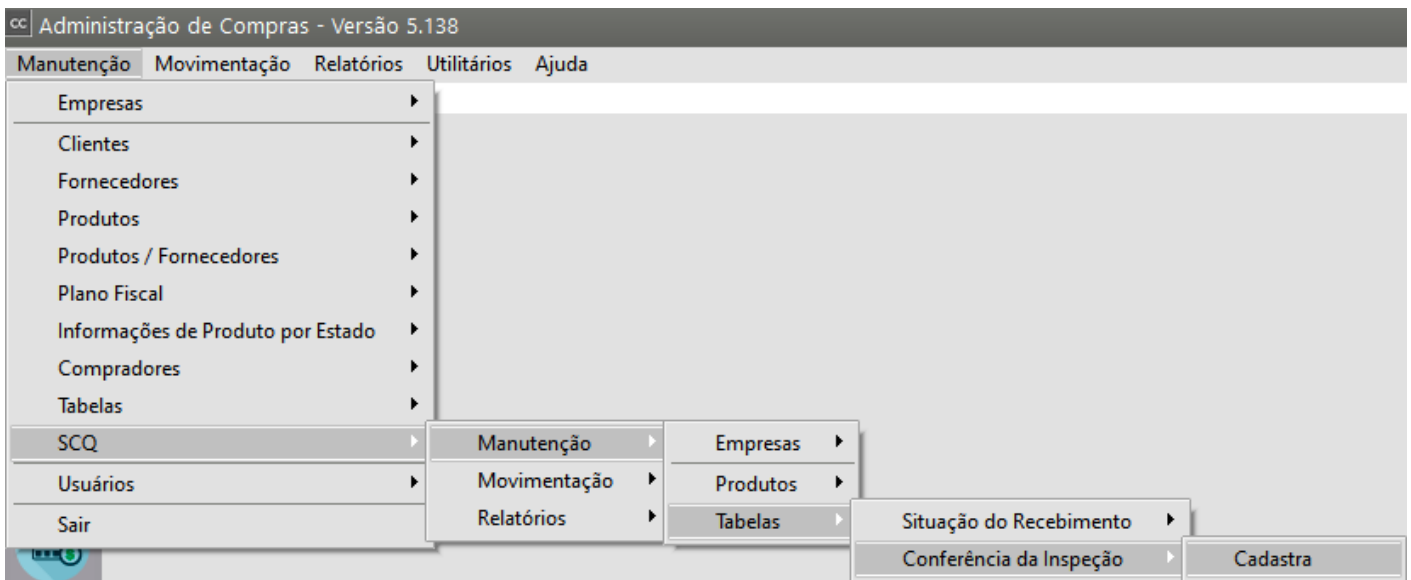 cc Administração de Compras - Versão 5.138
Manutenção Movimentação Relatórios Utilitários Ajuda
Empresas
Clientes
Fornecedores
Produtos
Produtos / Fornecedores
Plano Fiscal
Informações de Produto por Estado
Compradores
Tabelas
SCQ
Usuários
Sair
Manutenção
Movimentação
Relatórios
Empresas
Produtos
Tabelas
Situação do Recebimento
Conferência da Inspeção
Cadastra